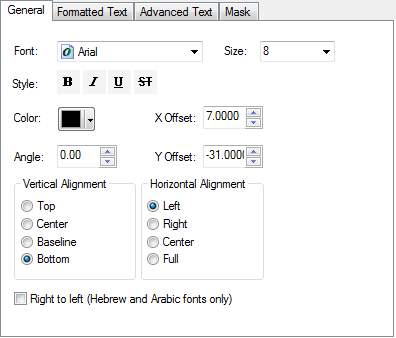 General Formatted Text Advanced Text Mask
Font: Arial Size: 8
Style: B I U ST
Color: X Offset: 7.0000
Angle: 0.00 Y Offset: -31.000
Vertical Alignment Horizontal Alignment
Top Left
Center Right
Baseline Center
Bottom Full
Right to left (Hebrew and Arabic fonts only)